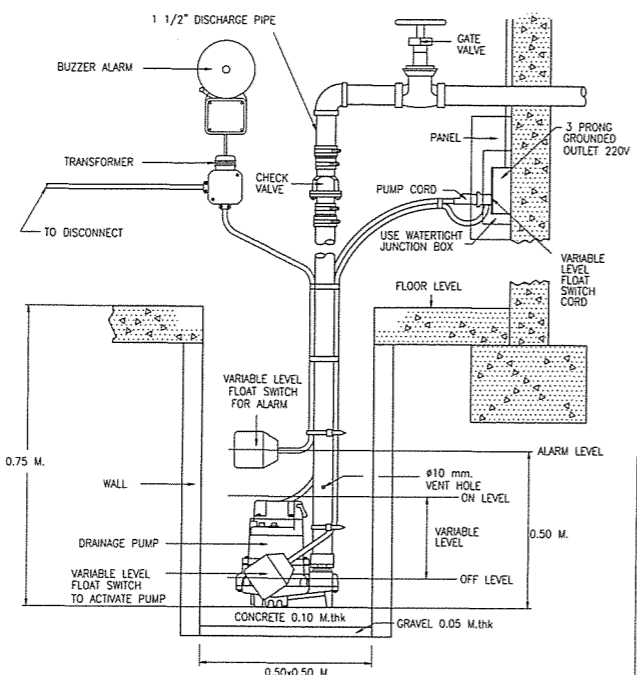 1 1/2" DISCHARGE PIPE
GATE
VALVE
BUZZER ALARM
3 PRONG
GROUNDED
OUTLET 220V
PANEL
TRANSFORMER
CHECK
VALVE
PUMP CORD
TO DISCONNECT
USE WATERTIGHT
JUNCTION BOX
VARIABLE
LEVEL
FLOAT
SWITCH
CORD
FLOOR LEVEL
VARIABLE LEVEL
FLOAT SWITCH
FOR ALARM
0.75 M.
ALARM LEVEL
WALL
ø10 mm.
VENT HOLE
ON LEVEL
0.50 M.
DRAINAGE PUMP
VARIABLE
LEVEL
VARIABLE LEVEL
FLOAT SWITCH
TO ACTIVATE PUMP
OFF LEVEL
CONCRETE 0.10 M.thk
GRAVEL 0.05 M.thk
0.50x0.50 M